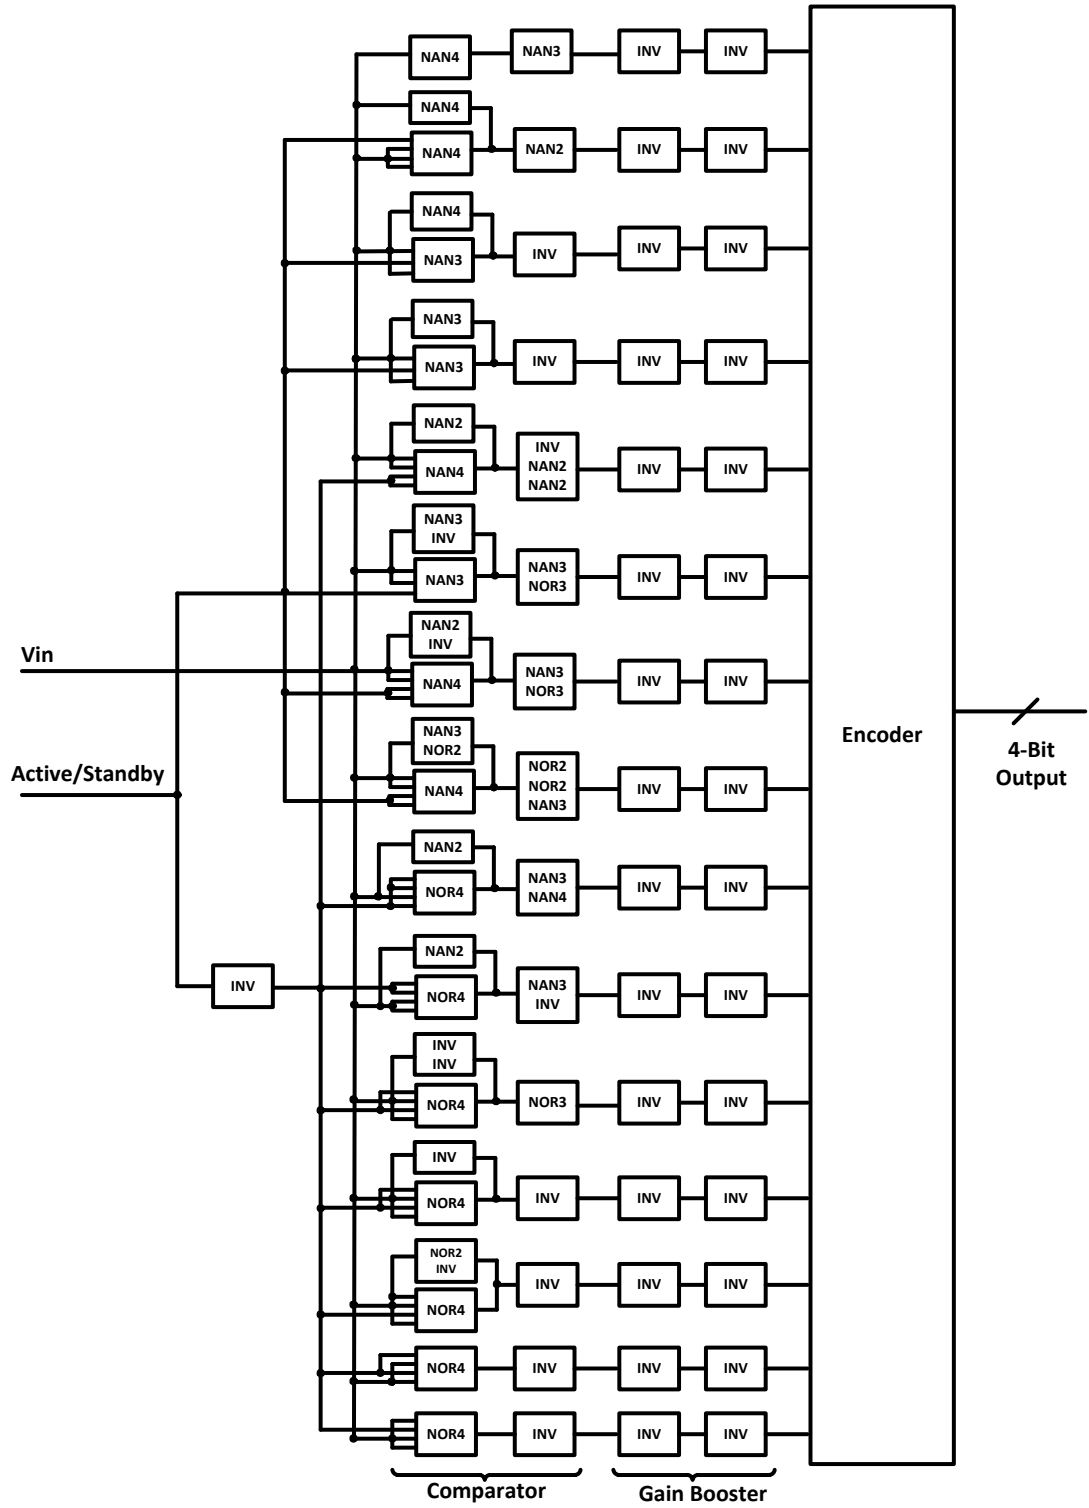 NAN4 NAN3 INV INV
NAN4
NAN4 NAN2 INV INV
NAN4
NAN3 INV INV INV
NAN3
NAN3 INV INV INV
NAN2
NAN4
INV
NAN2
NAN2
INV INV
NAN3
INV
NAN3
NAN3
NOR3
INV INV
Vin
NAN2
INV
NAN4
NAN3
NOR3
INV INV
Active/Standby
NAN3
NOR2
NAN4
NOR2
NOR2
NAN3
INV INV
NAN2
NOR4
NAN3
NAN4
INV INV
INV
NAN2
NOR4
NAN3
INV
INV INV
INV
INV
NOR4 NOR3 INV INV
INV
NOR4 INV INV INV
NOR2
INV
NOR4 INV INV INV
NOR4 INV INV INV
NOR4 INV INV INV
Comparator
Gain Booster
Encoder
4-Bit
Output